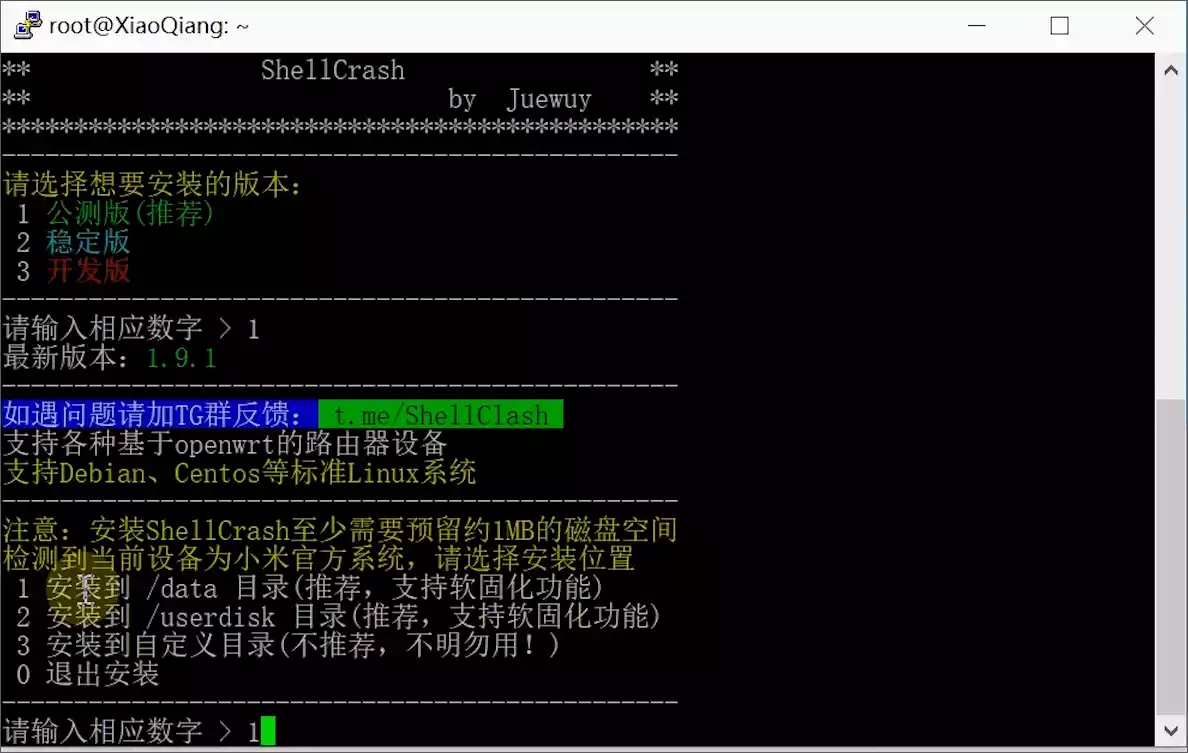 root@XiaoQiang: ~
** ShellCrash **
** by Juewuy **
***********************************************
-----------------------------------------------
请选择想要安装的版本：
1 公测版(推荐)
2 稳定版
3 开发版
-----------------------------------------------
请输入相应数字 > 1
最新版本：1.9.1
-----------------------------------------------
如遇问题请加TG群反馈： t.me/ShellClash
支持各种基于openwrt的路由器设备
支持Debian、Centos等标准Linux系统
-----------------------------------------------
注意：安装ShellCrash至少需要预留约1MB的磁盘空间
检测到当前设备为小米官方系统，请选择安装位置
1 安装到 /data 目录(推荐，支持软固化功能)
2 安装到 /userdisk 目录(推荐，支持软固化功能)
3 安装到自定义目录(不推荐，不明勿用！)
0 退出安装
-----------------------------------------------
请输入相应数字 > 1